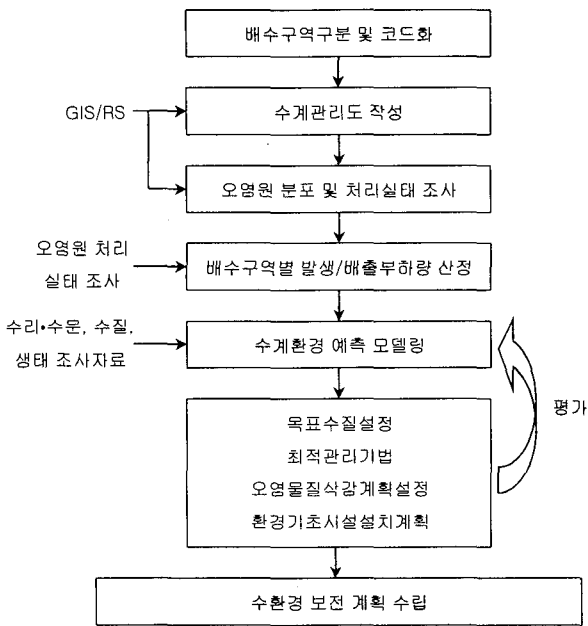 배수구역구분 및 코드화
GIS/RS
수계관리도 작성
오염원 분포 및 처리실태 조사
오염원 처리
실태 조사
배수구역별 발생/배출부하량 산정
수리•수문, 수질,
생태 조사자료
수계환경 예측 모델링
평가
목표수질설정
최적관리기법
오염물질삭감계획설정
환경기초시설설치계획
수환경 보전 계획 수립